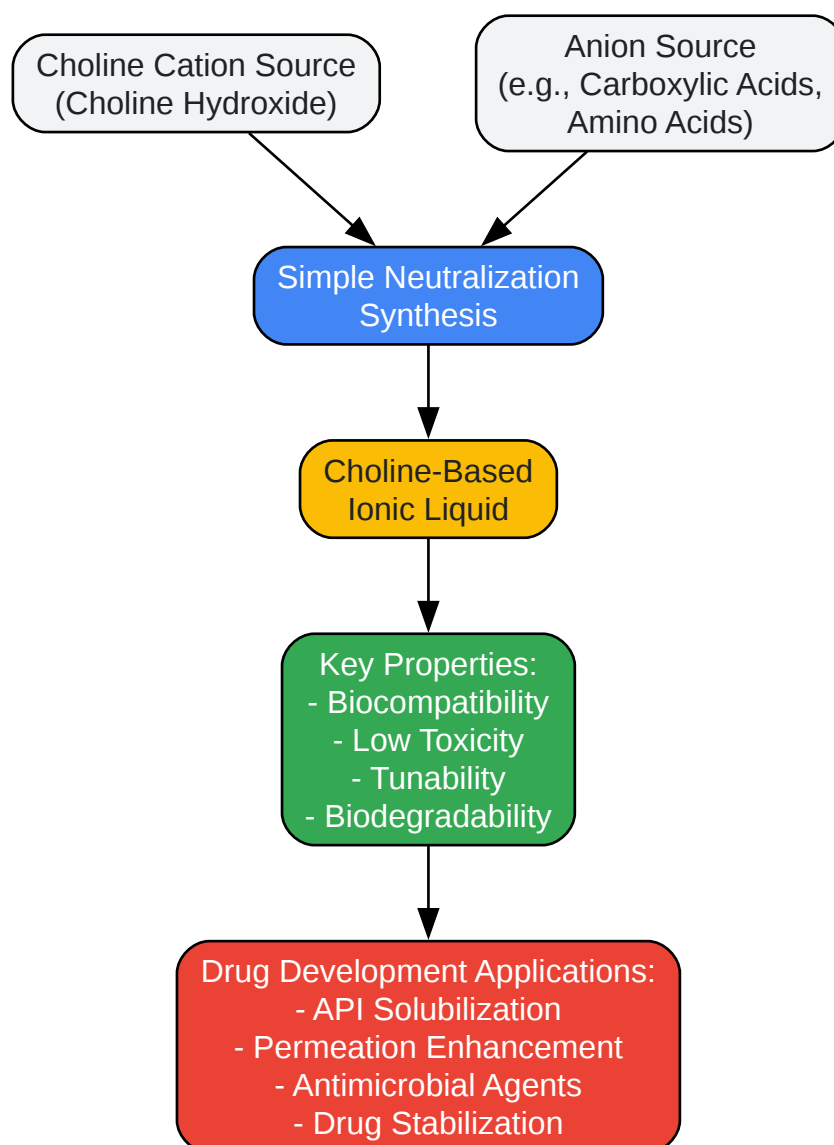 Choline Cation Source
(Choline Hydroxide)
Anion Source
(e.g., Carboxylic Acids,
Amino Acids)
Simple Neutralization
Synthesis
Choline-Based
Ionic Liquid
Key Properties:
- Biocompatibility
- Low Toxicity
- Tunability
- Biodegradability
Drug Development Applications:
- API Solubilization
- Permeation Enhancement
- Antimicrobial Agents
- Drug Stabilization